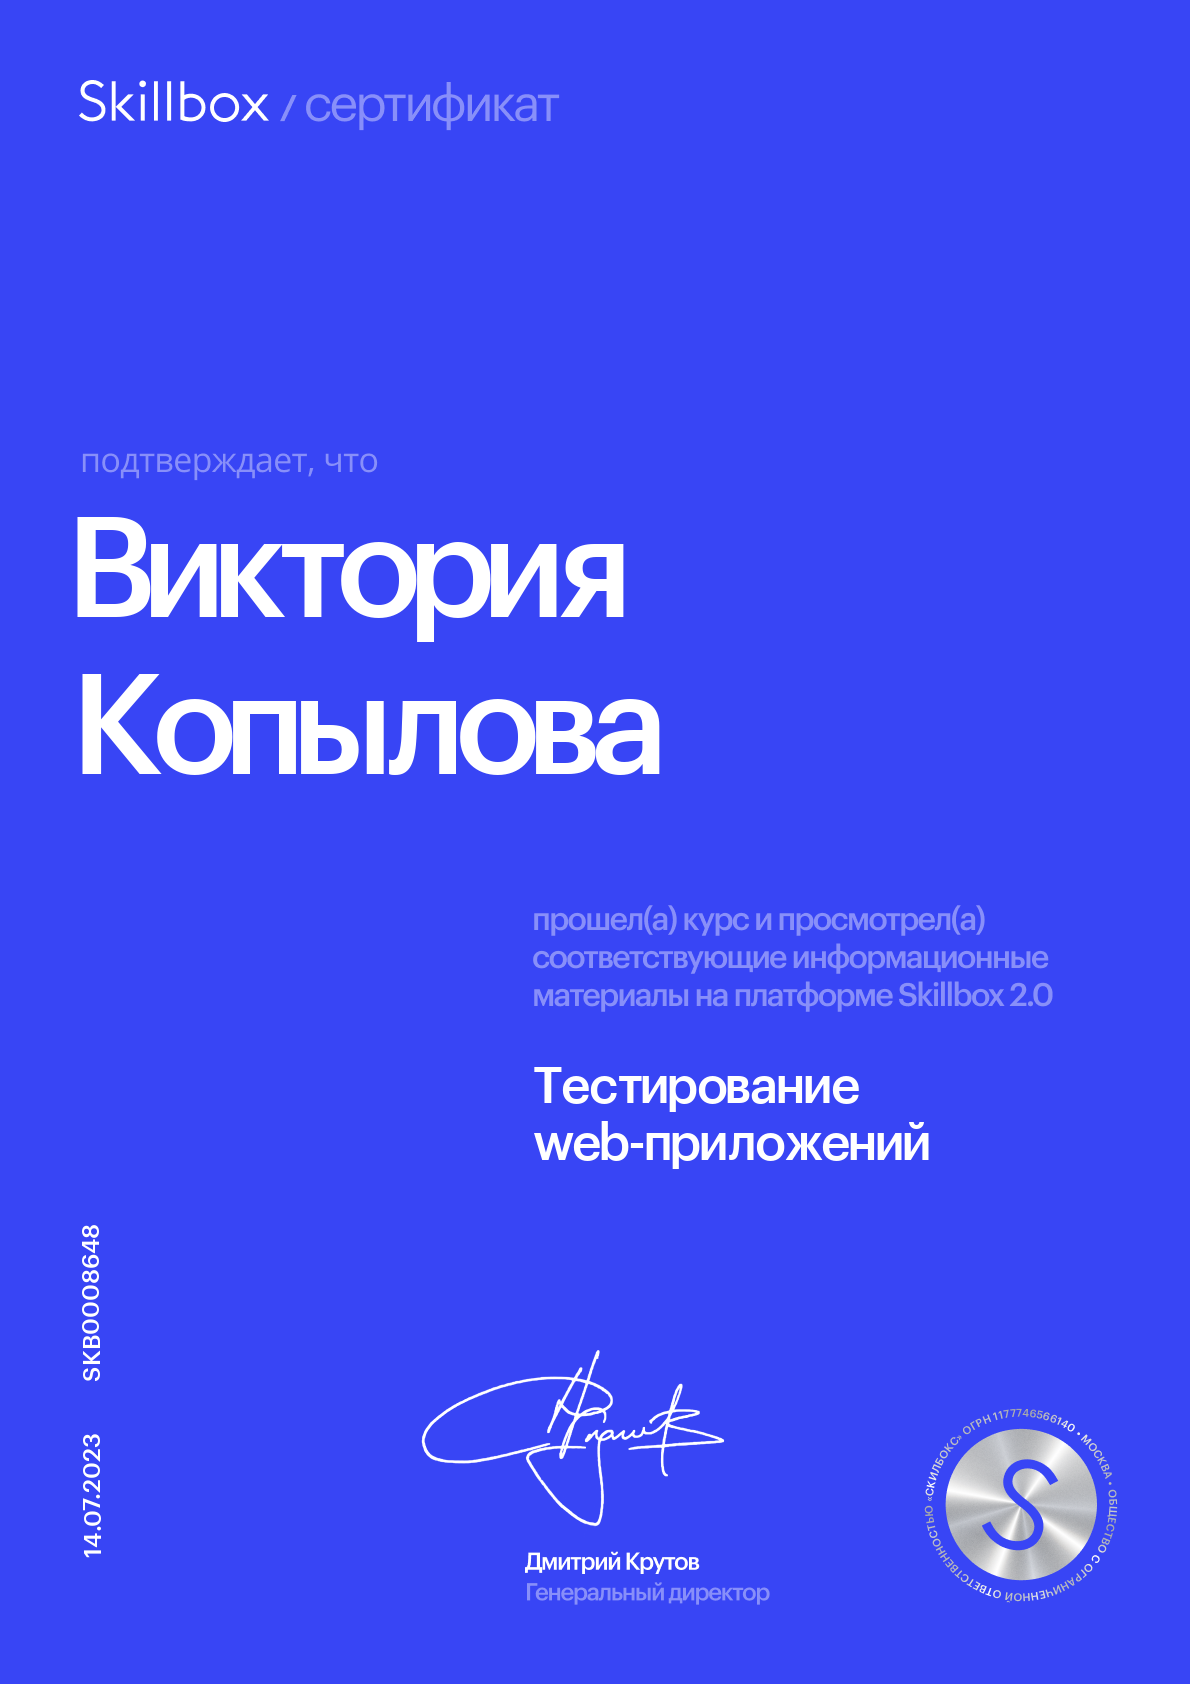 Skillbox / сертификат
подтверждает, что
Виктория
Копылова
прошел(а) курс и просмотрел(а)
соответствующие информационные
материалы на платформе Skillbox 2.0
Тестирование
web-приложений
SKB0008648
14.07.2023
Дмитрий Крутов
Генеральный директор
ОБЩЕСТВО С ОГРАНИЧЕННОЙ ОТВЕТСТВЕННОСТЬЮ «СКИЛБОКС» ОГРН 1177746566140 • МОСКВА •